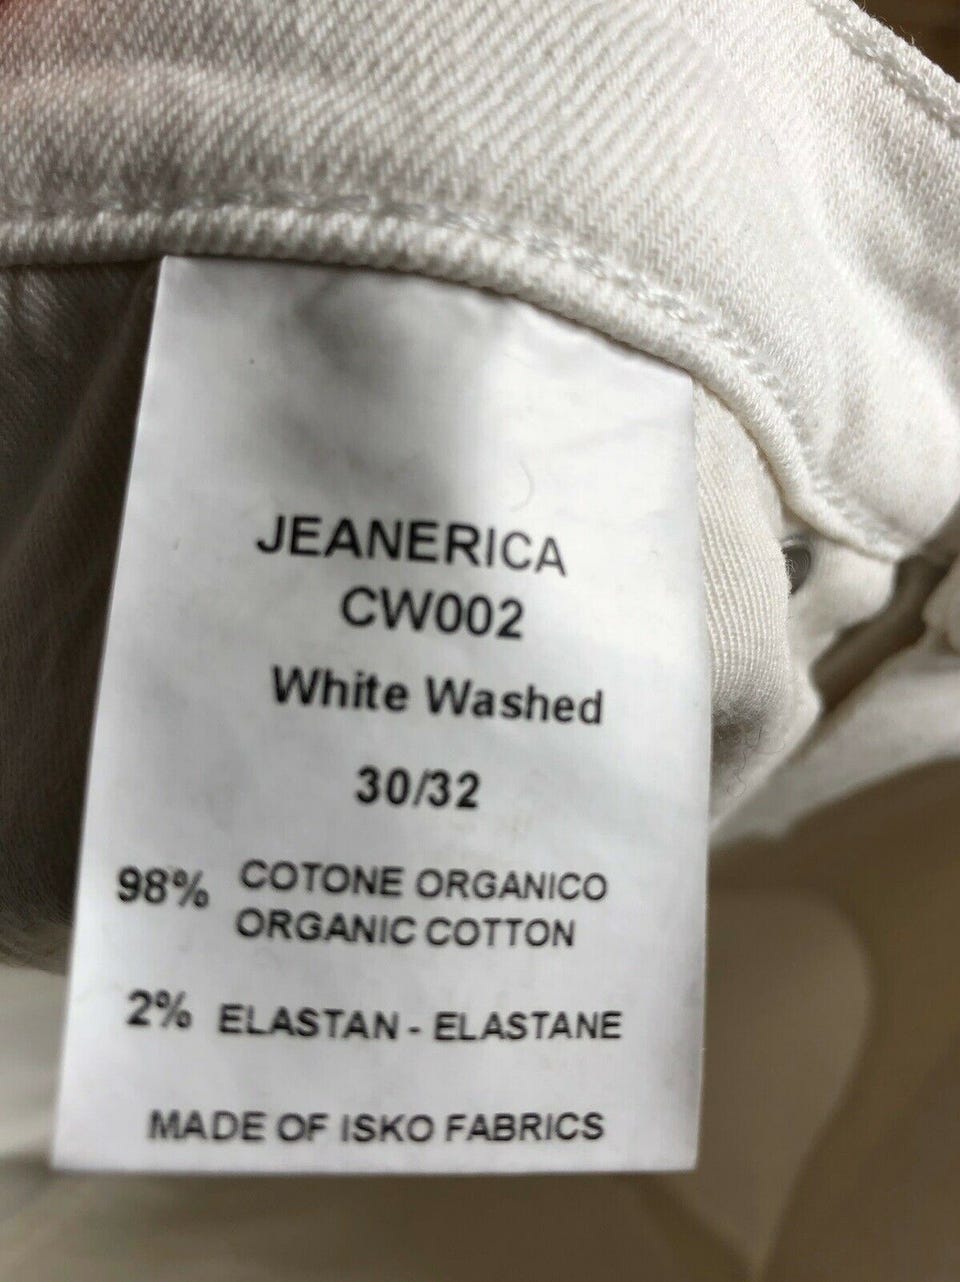 JEANERICA
CW002
White Washed
30/32
98% COTONE ORGANICO
ORGANIC COTTON
2% ELASTAN - ELASTANE
MADE OF ISKO FABRICS